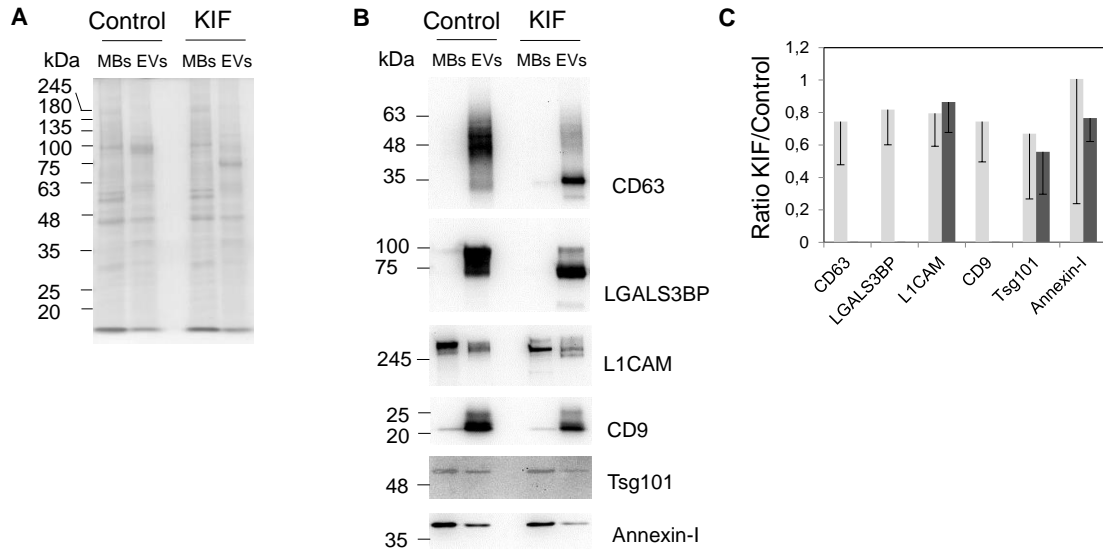 A
Control KIF
kDa MBs EVs MBs EVs
245
180
135
100
75
63
48
35
25
20
B
Control KIF
kDa MBs EVs MBs EVs
63
48
35
CD63
100
75
LGALS3BP
245
L1CAM
25
20
CD9
48
Tsg101
35
Annexin-I
C
Ratio KIF/Control
1,2
1
0,8
0,6
0,4
0,2
0
CD63
LGALS3BP
L1CAM
CD9
Tsg101
Annexin-I